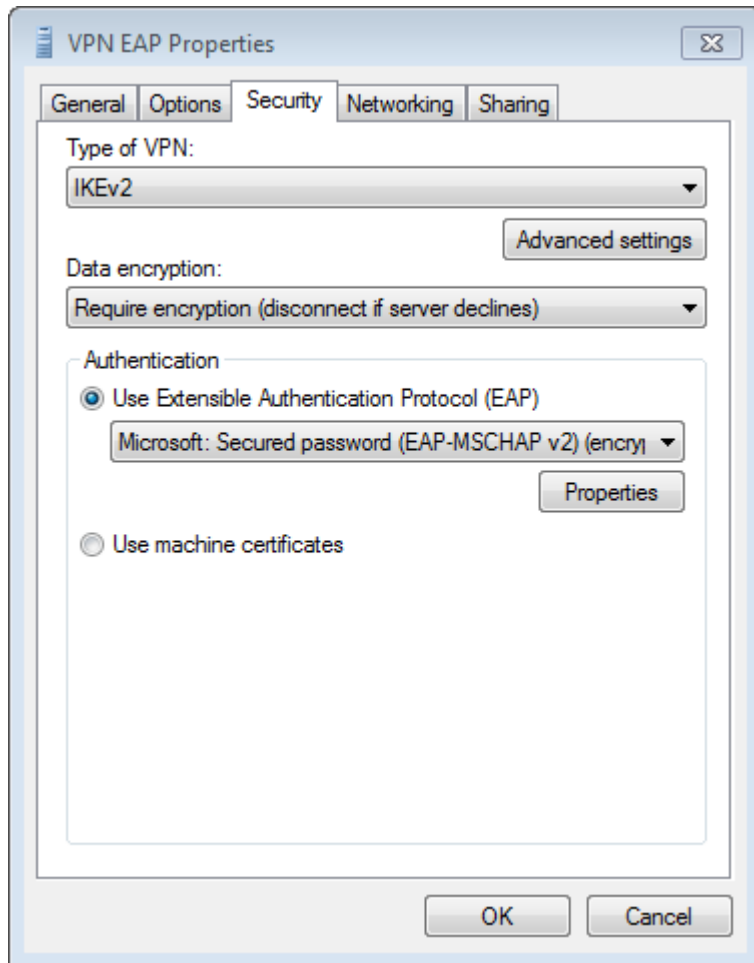 VPN EAP Properties
General Options Security Networking Sharing
Type of VPN:
IKEv2
Advanced settings
Data encryption:
Require encryption (disconnect if server declines)
Authentication
Use Extensible Authentication Protocol (EAP)
Microsoft: Secured password (EAP-MSCHAP v2)
Properties
Use machine certificates
OK Cancel